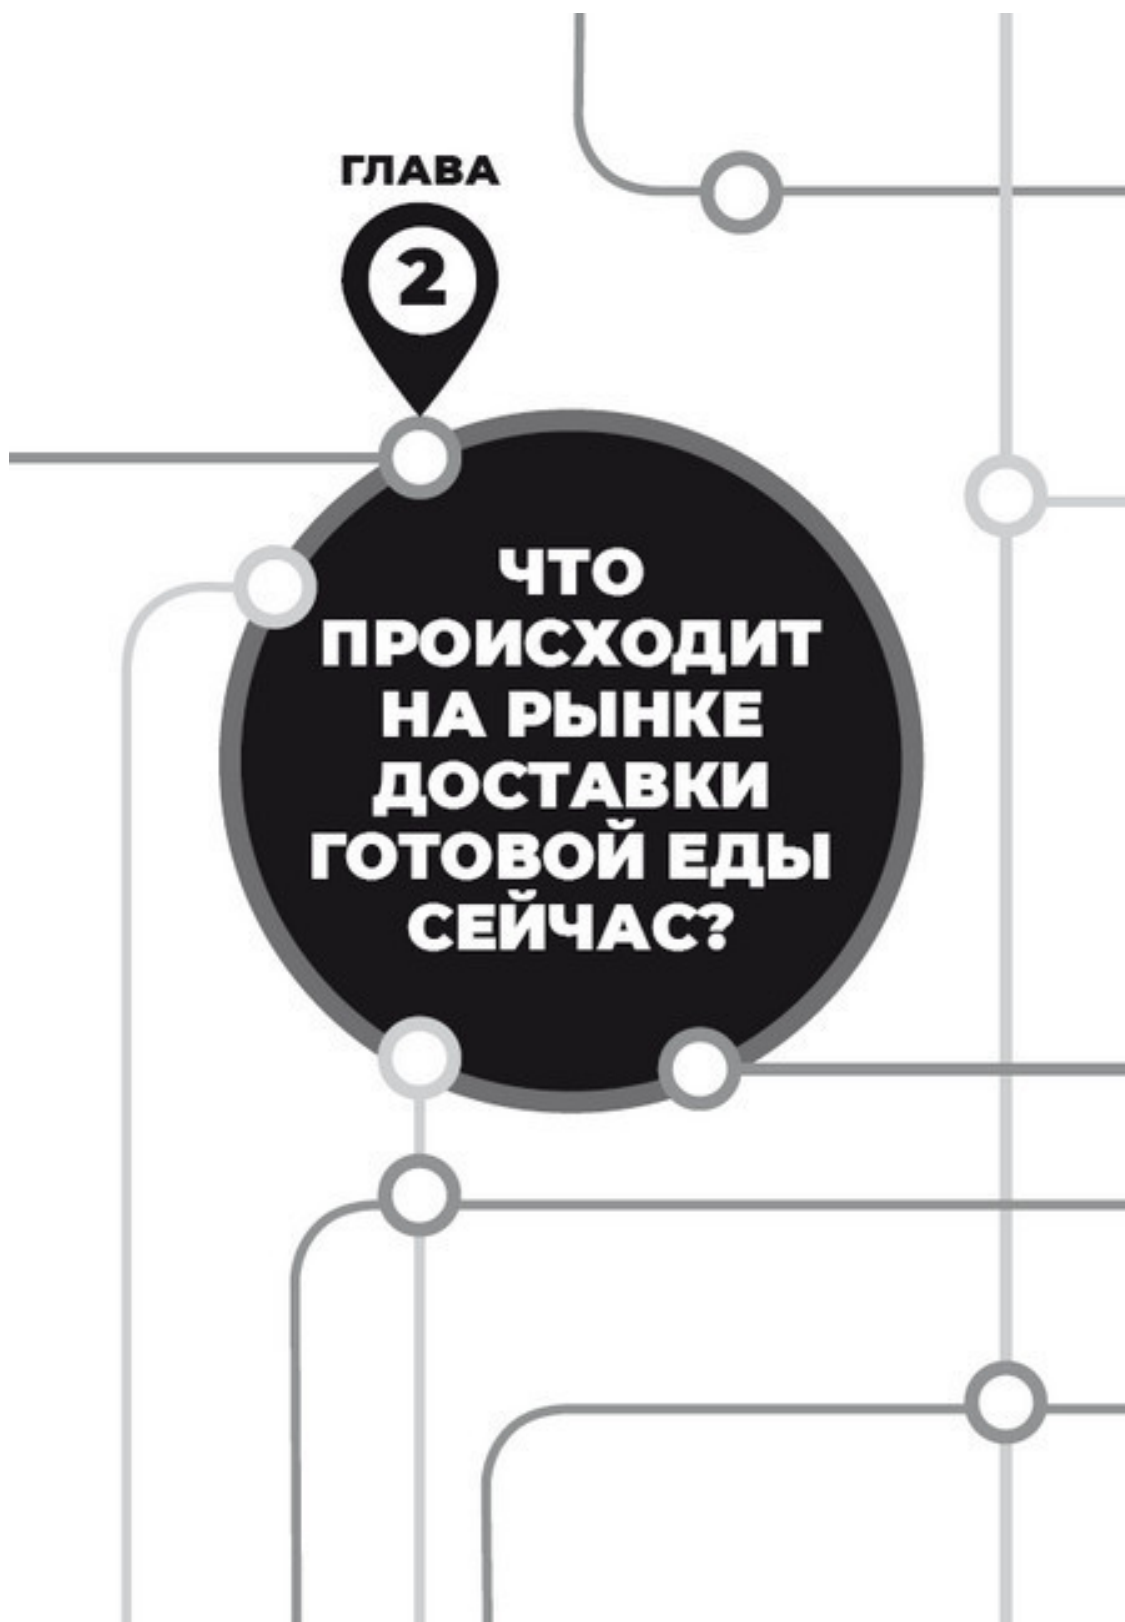 ГЛАВА
2
ЧТО
ПРОИСХОДИТ
НА РЫНКЕ
ДОСТАВКИ
ГОТОВОЙ ЕДЫ
СЕЙЧАС?